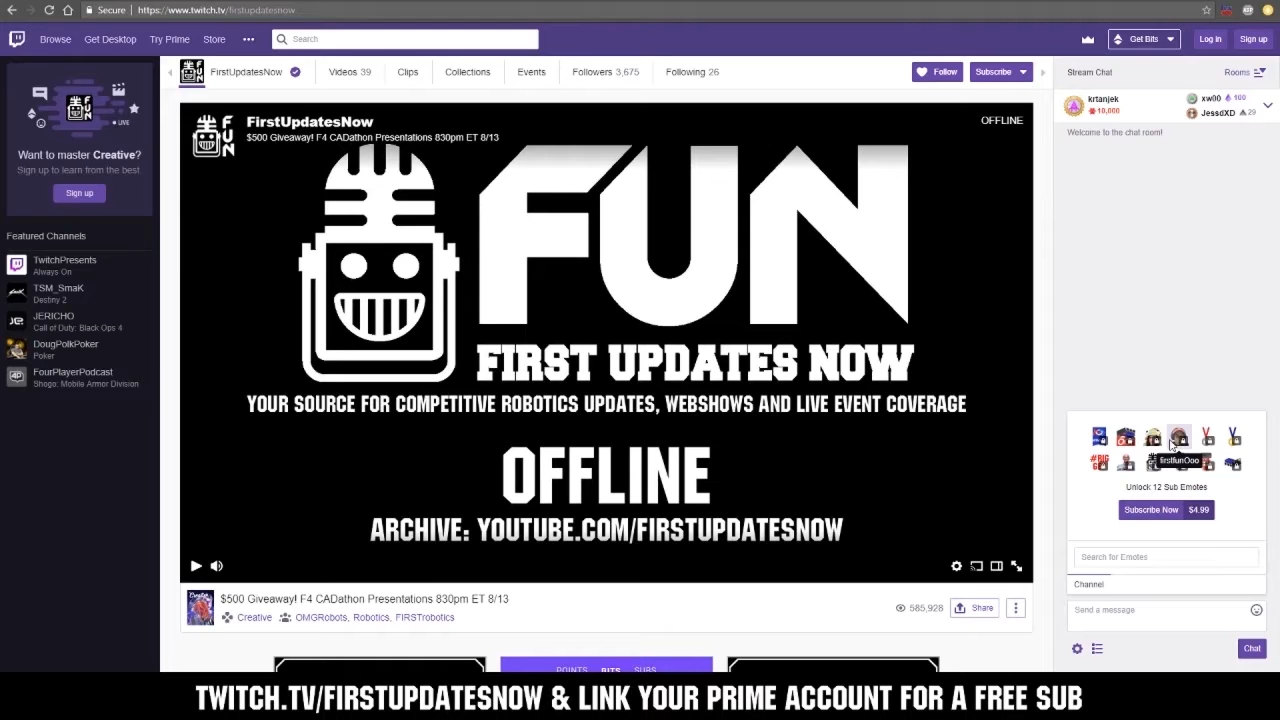 Secure
https://www.twitch.tv/firstupdatesnow
Browse
Get Desktop
Try Prime
Store
Search
Get Bits
Log in
Sign up
FUN
Want to master Creative?
Sign up to learn from the best.
Sign up
LIVE
Featured Channels
TwitchPresents
Always On
TSM_SmaK
Destiny 2
JERICHO
Call of Duty: Black Ops 4
DougPolkPoker
Poker
FourPlayerPodcast
Shogo: Mobile Armor Division
FirstUpdatesNow
Videos 39
Clips
Collections
Events
Followers 3,675
Following 26
Follow
Subscribe
FUN
FirstUpdatesNow
$500 Giveaway! F4 CADathon Presentations 830pm ET 8/13
OFFLINE
FUN
FIRST UPDATES NOW
YOUR SOURCE FOR COMPETITIVE ROBOTICS UPDATES, WEBSHOWS AND LIVE EVENT COVERAGE
OFFLINE
ARCHIVE: YOUTUBE.COM/FIRSTUPDATESNOW
$500 Giveaway! F4 CADathon Presentations 830pm ET 8/13
Creative
OMGRobots, Robotics, FIRSTrobotics
585,928
Share
POINTS BITS SUBS
Stream Chat
Rooms
krtanjek
10,000
xw00 100
JessdXD 29
Welcome to the chat room!
firstfunOoo
Unlock 12 Sub Emotes
Subscribe Now $4.99
Search for Emotes
Channel
Send a message
Chat
TWITCH.TV/FIRSTUPDATESNOW & LINK YOUR PRIME ACCOUNT FOR A FREE SUB